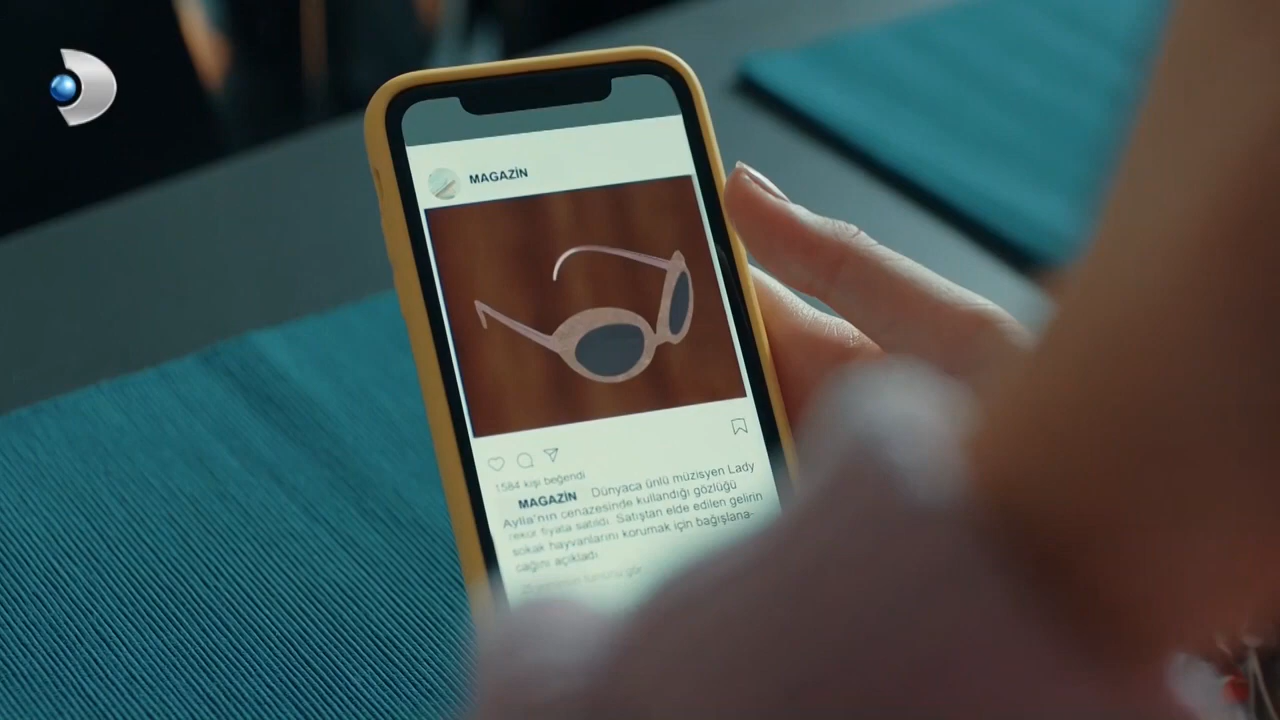 MAGAZİN
1584 kişi beğendi
MAGAZİN Dünyaca ünlü müzisyen Lady
Aylla'nın cenazesinde kullandığı gözlüğü
rekor fiyata satıldı. Satıştan elde edilen gelirin
sokak hayvanlarını korumak için bağışlana-
cağını açıkladı